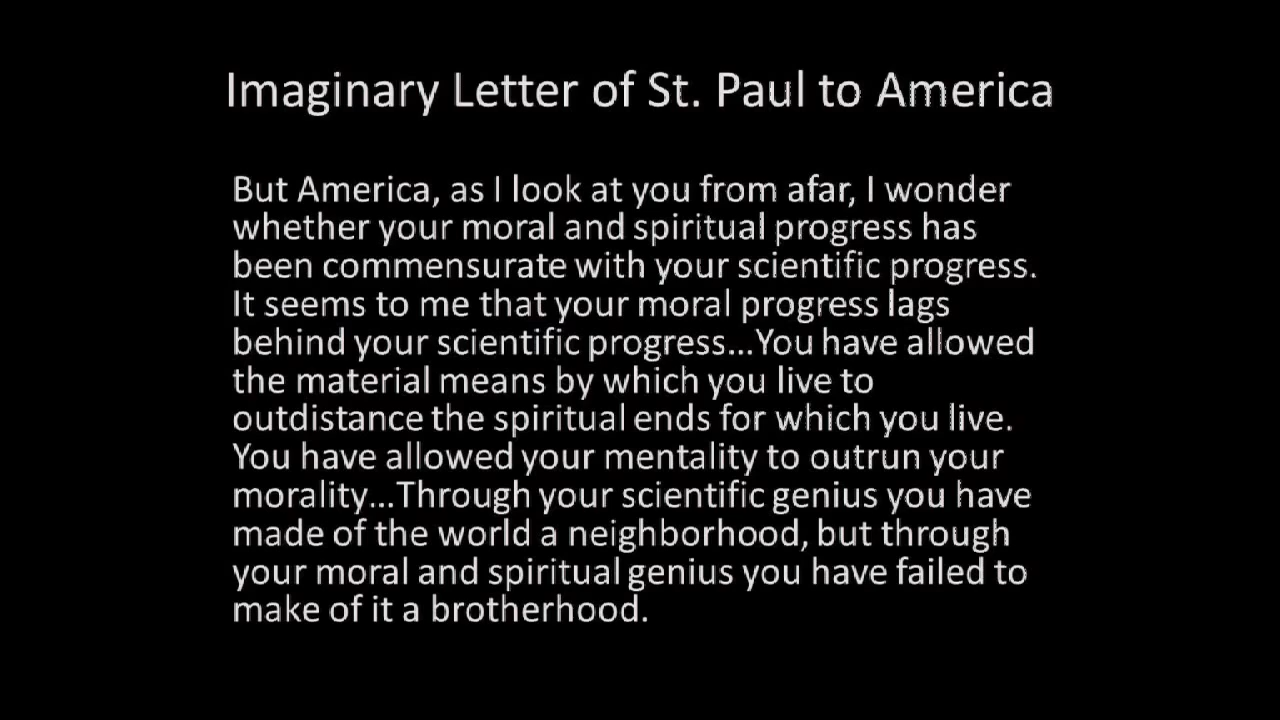 Imaginary Letter of St. Paul to America
But America, as I look at you from afar, I wonder
whether your moral and spiritual progress has
been commensurate with your scientific progress.
It seems to me that your moral progress lags
behind your scientific progress...You have allowed
the material means by which you live to
outdistance the spiritual ends for which you live.
You have allowed your mentality to outrun your
morality...Through your scientific genius you have
made of the world a neighborhood, but through
your moral and spiritual genius you have failed to
make of it a brotherhood.